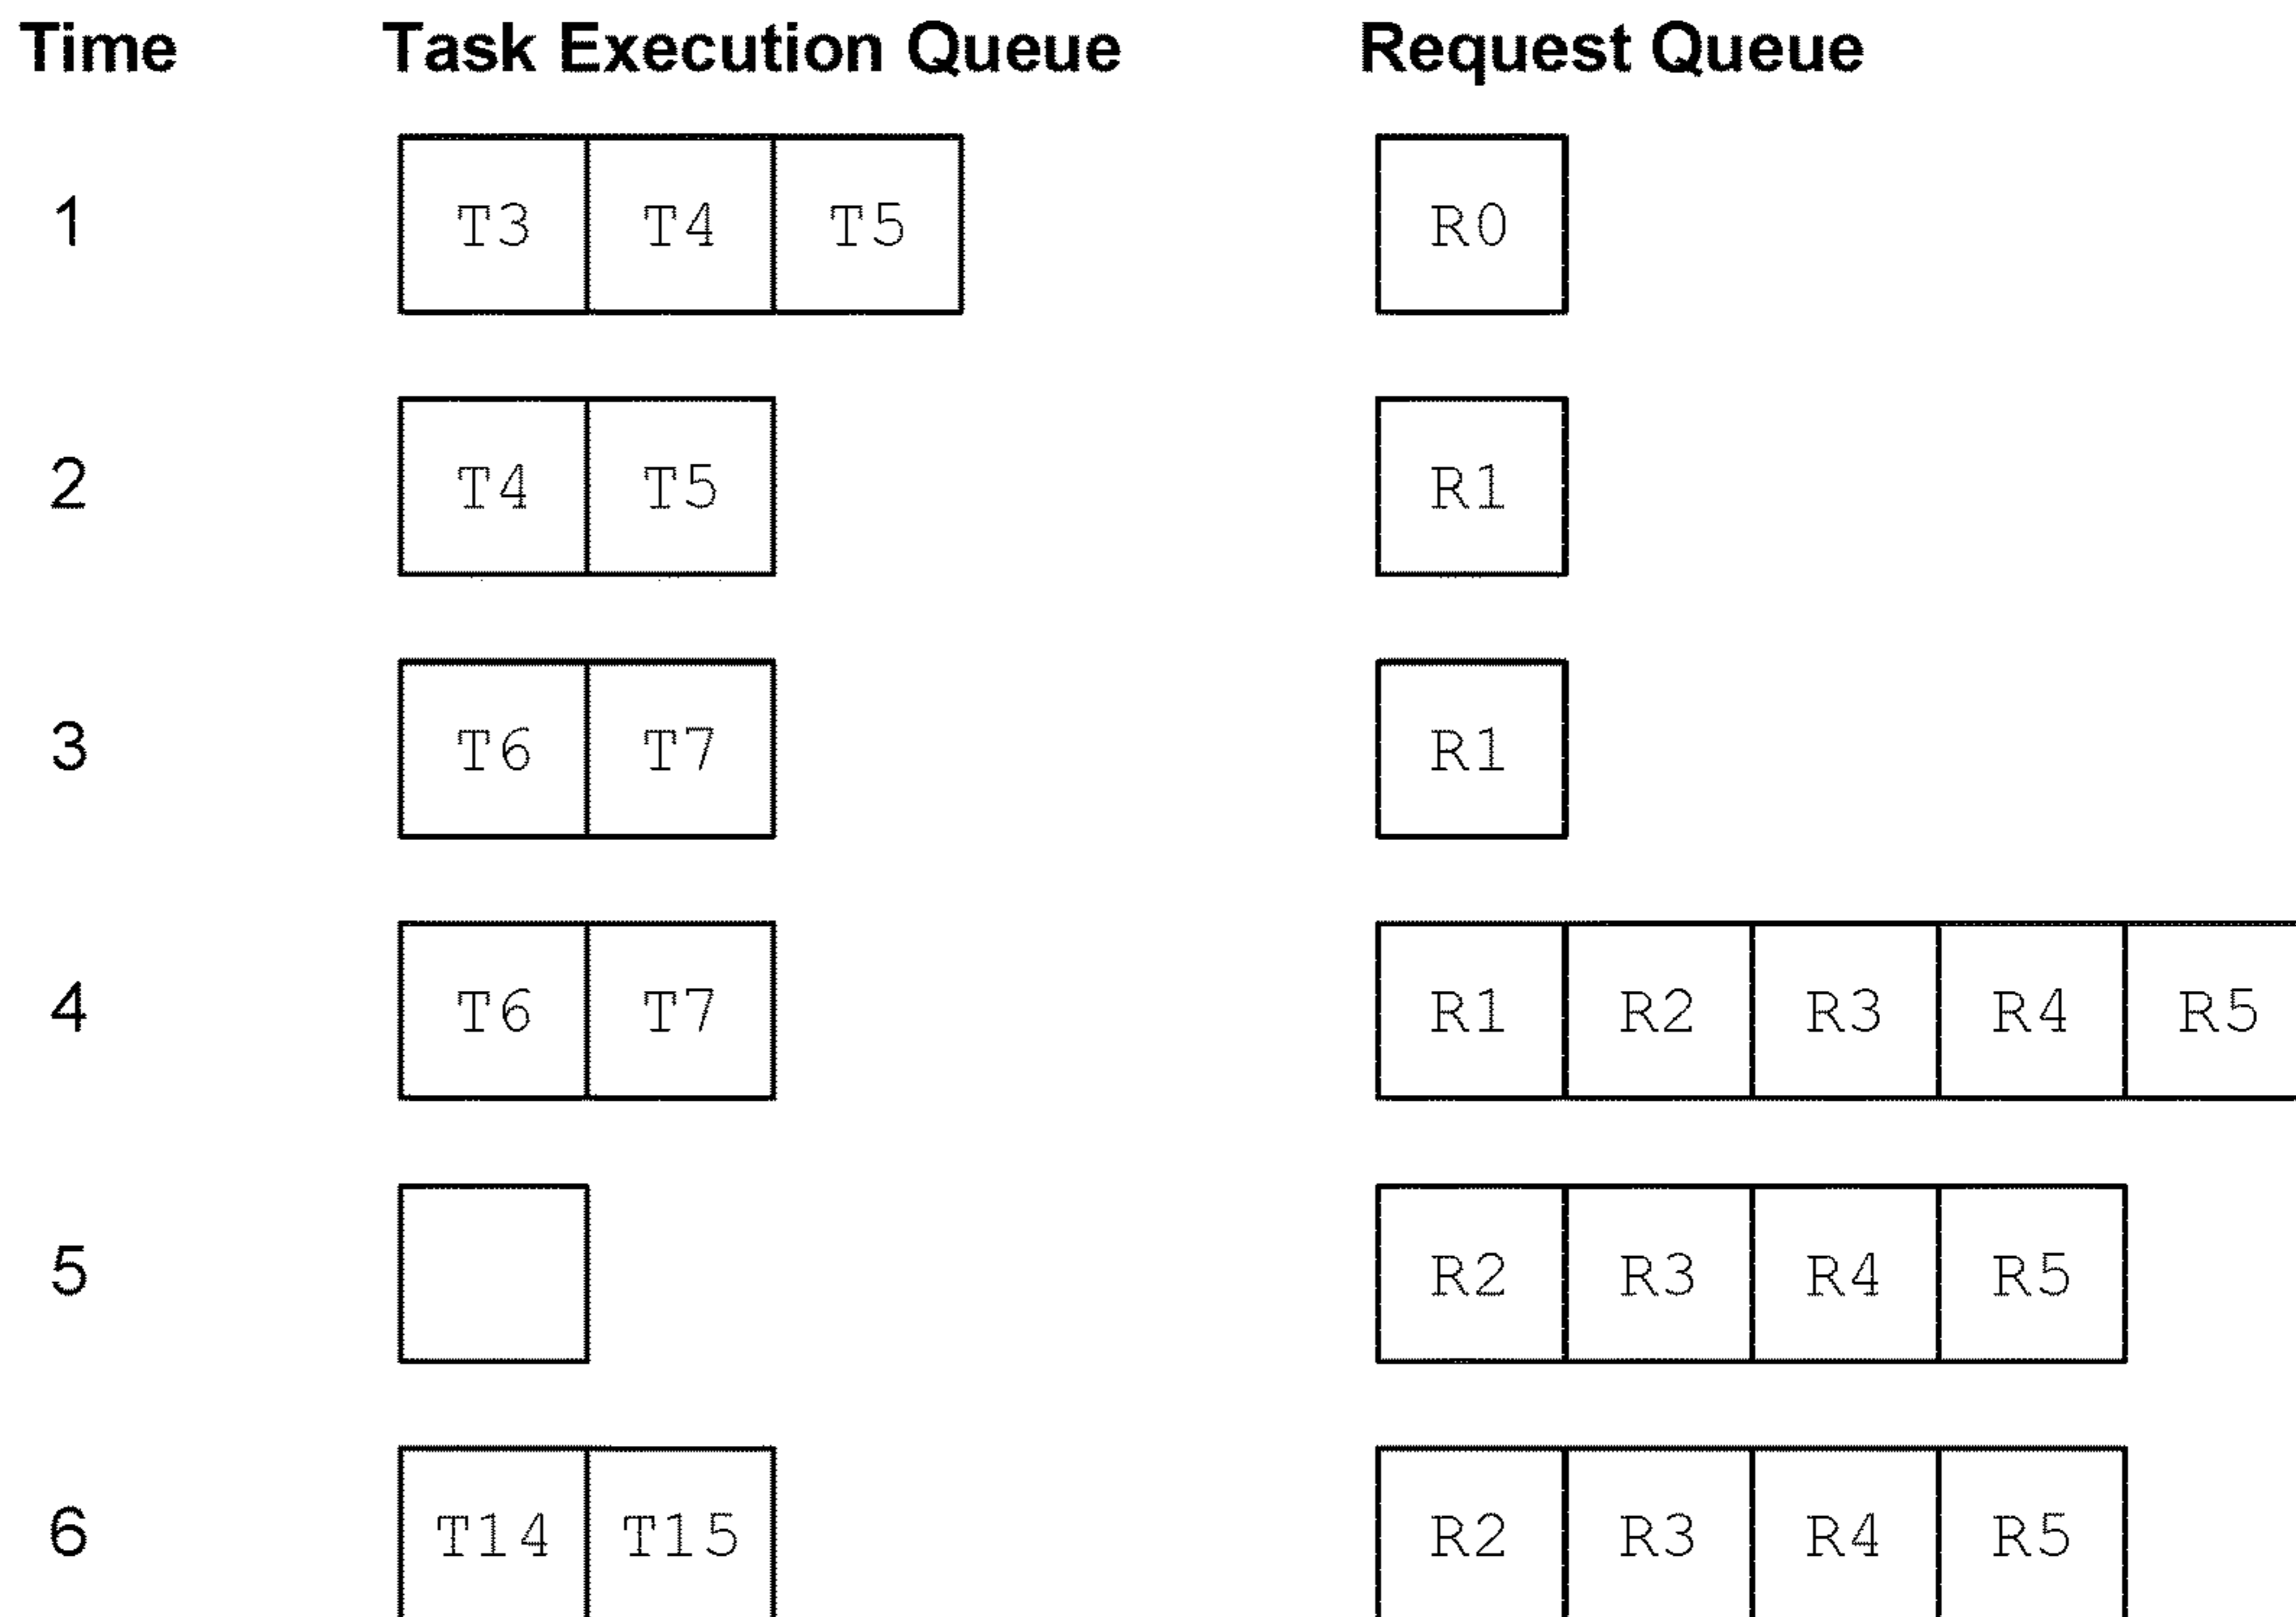 Time Task Execution Queue Request Queue
1 T3 T4 T5 R0
2 T4 T5 R1
3 T6 T7 R1
4 T6 T7 R1 R2 R3 R4 R5
5 R2 R3 R4 R5
6 T14 T15 R2 R3 R4 R5